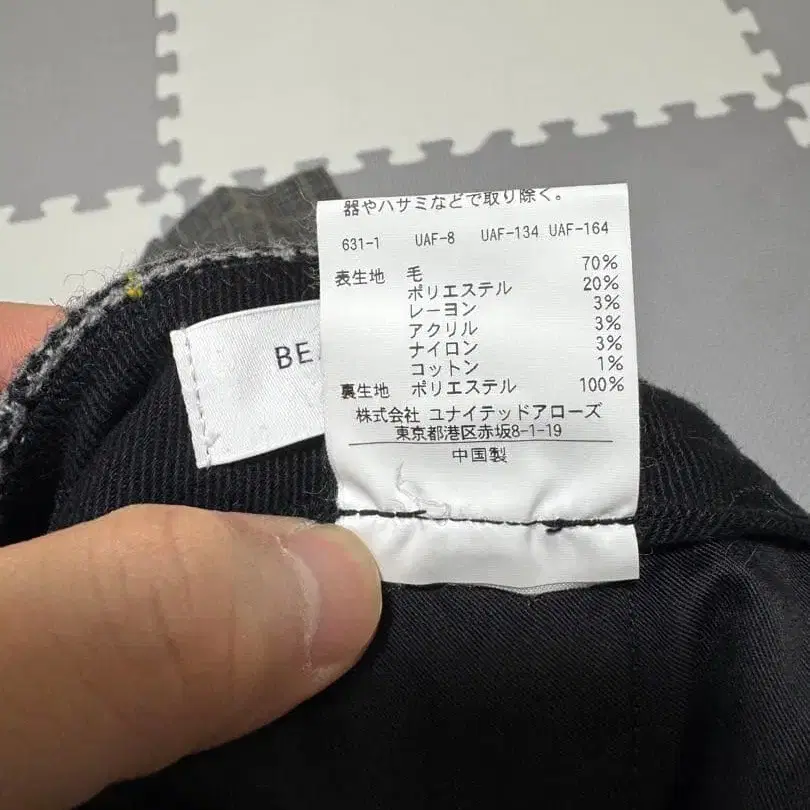 器やハサミなどで取り除く。
631-1 UAF-8 UAF-134 UAF-164
表生地 毛 70%
ポリエステル 20%
レーヨン 3%
アクリル 3%
ナイロン 3%
コットン 1%
裏生地 ポリエステル 100%
株式会社 ユナイテッドアローズ
東京都港区赤坂8-1-19
中国製